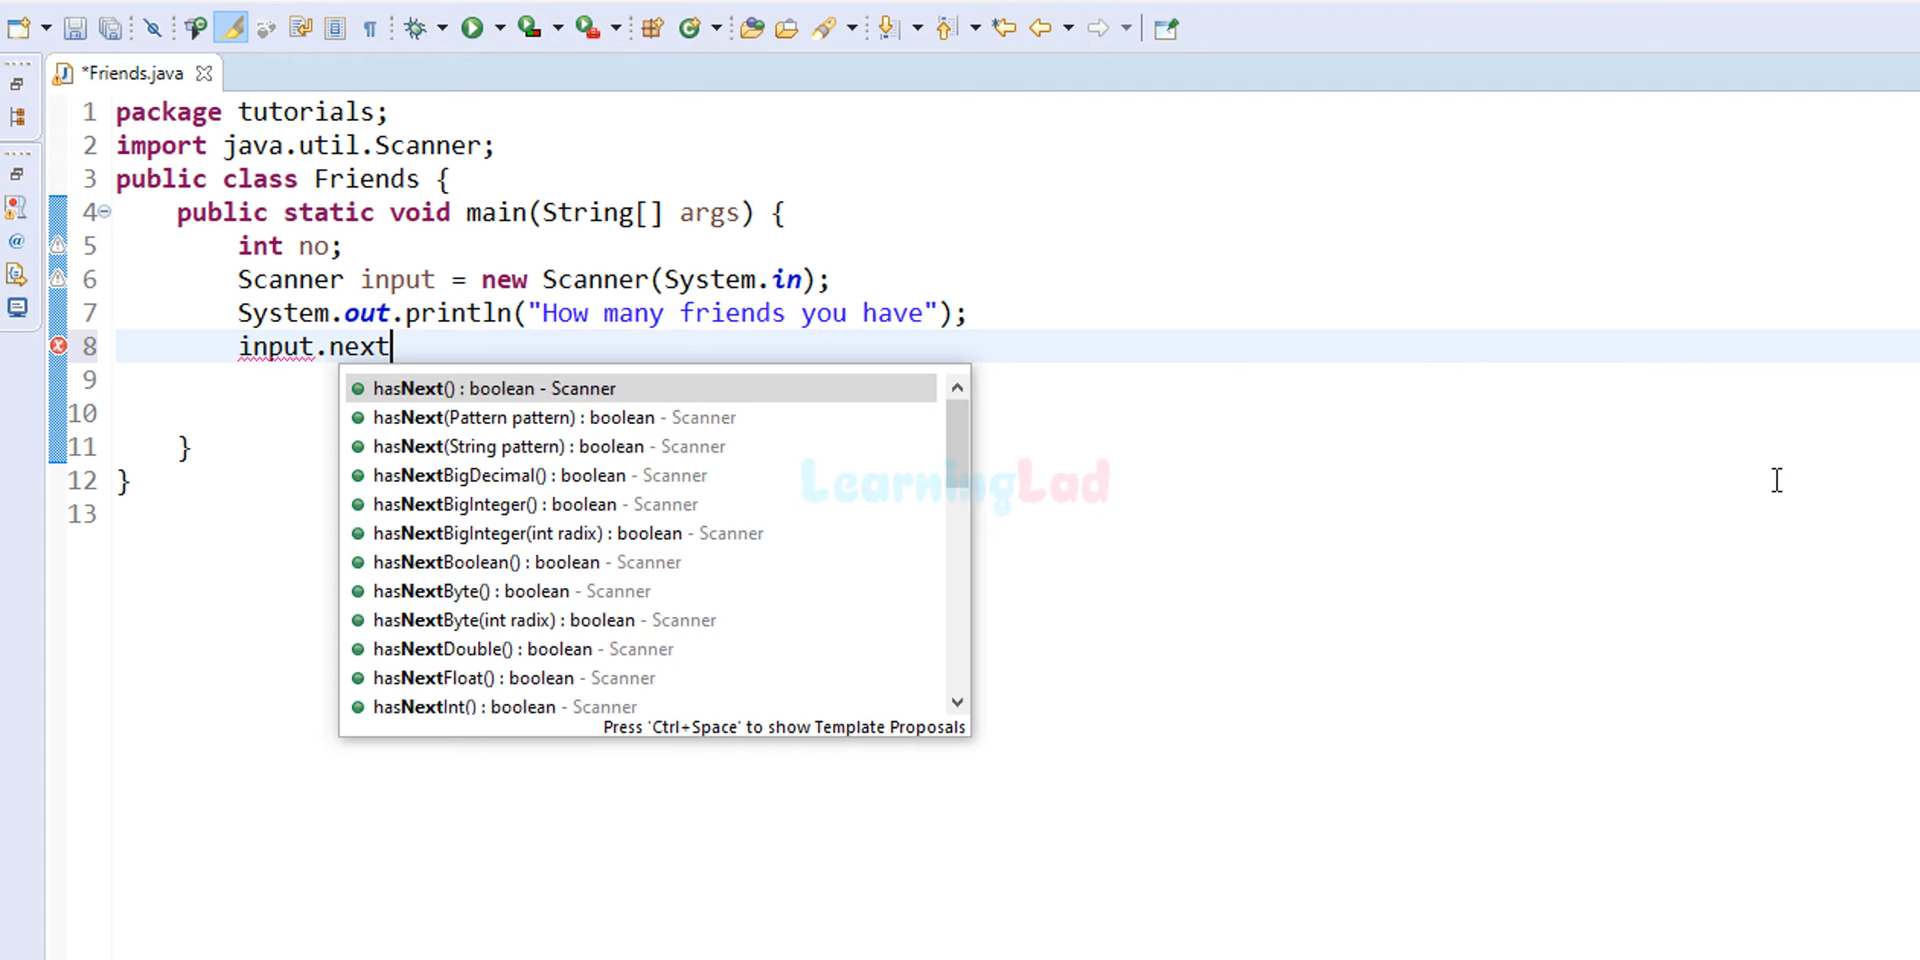 *Friends.java
1 package tutorials;
2 import java.util.Scanner;
3 public class Friends {
4 public static void main(String[] args) {
5 int no;
6 Scanner input = new Scanner(System.in);
7 System.out.println("How many friends you have");
8 input.next
9
10
11 }
12 }
13
hasNext() : boolean - Scanner
hasNext(Pattern pattern) : boolean - Scanner
hasNext(String pattern) : boolean - Scanner
hasNextBigDecimal() : boolean - Scanner
hasNextBigInteger() : boolean - Scanner
hasNextBigInteger(int radix) : boolean - Scanner
hasNextBoolean() : boolean - Scanner
hasNextByte() : boolean - Scanner
hasNextByte(int radix) : boolean - Scanner
hasNextDouble() : boolean - Scanner
hasNextFloat() : boolean - Scanner
hasNextInt() : boolean - Scanner
Press 'Ctrl+Space' to show Template Proposals
LearningLad